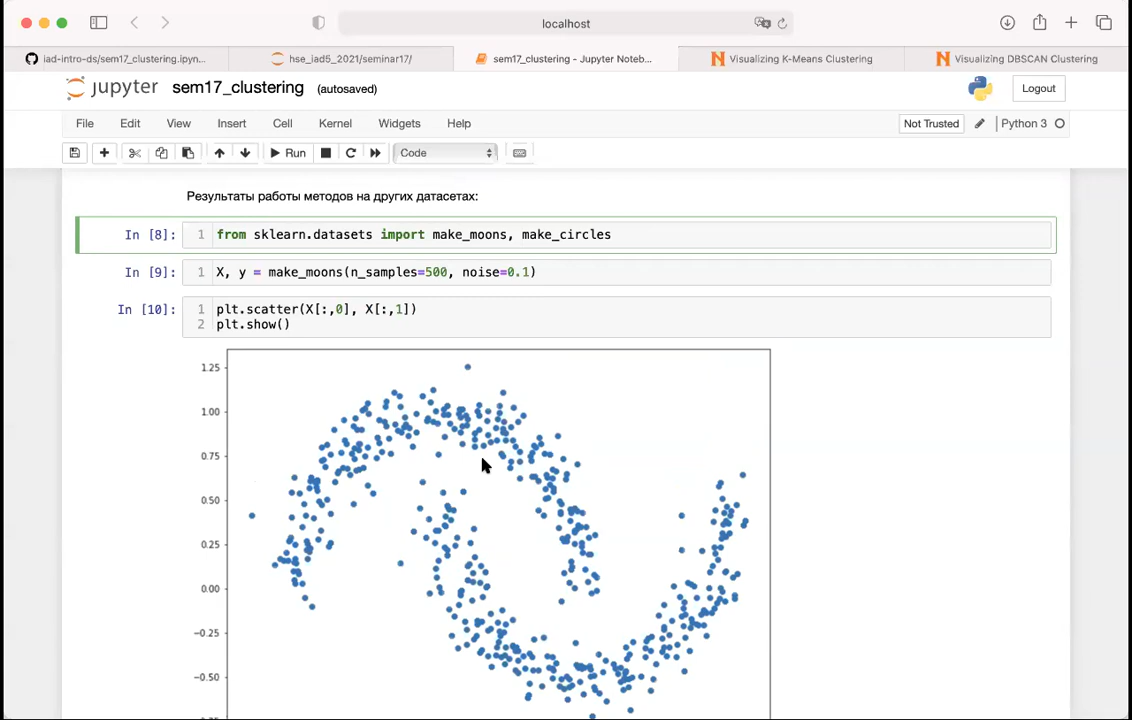 localhost
iad-intro-ds/sem17_clustering.ipyn...
hse_iad5_2021/seminar17/
sem17_clustering - Jupyter Noteb...
Visualizing K-Means Clustering
Visualizing DBSCAN Clustering
jupyter sem17_clustering (autosaved)
Logout
File Edit View Insert Cell Kernel Widgets Help
Not Trusted
Python 3
Run
Code
Результаты работы методов на других датасетах:
In [8]: 1 from sklearn.datasets import make_moons, make_circles
In [9]: 1 X, y = make_moons(n_samples=500, noise=0.1)
In [10]: 1 plt.scatter(X[:,0], X[:,1])
2 plt.show()
1.25
1.00
0.75
0.50
0.25
0.00
−0.25
−0.50